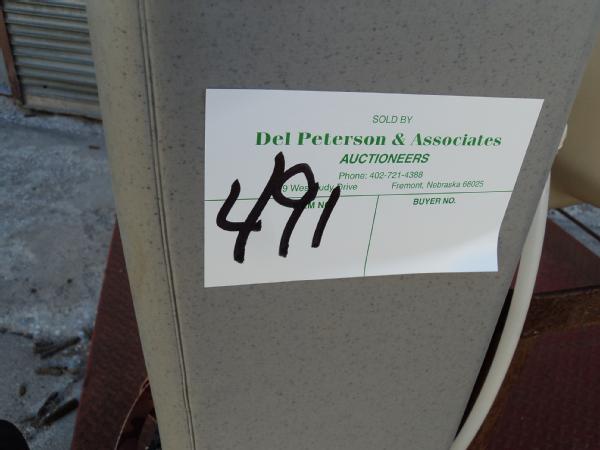 SOLD BY
Del Peterson & Associates
AUCTIONEERS
Phone: 402-721-4388
Drive Fremont, Nebraska 68025
BUYER NO.
491